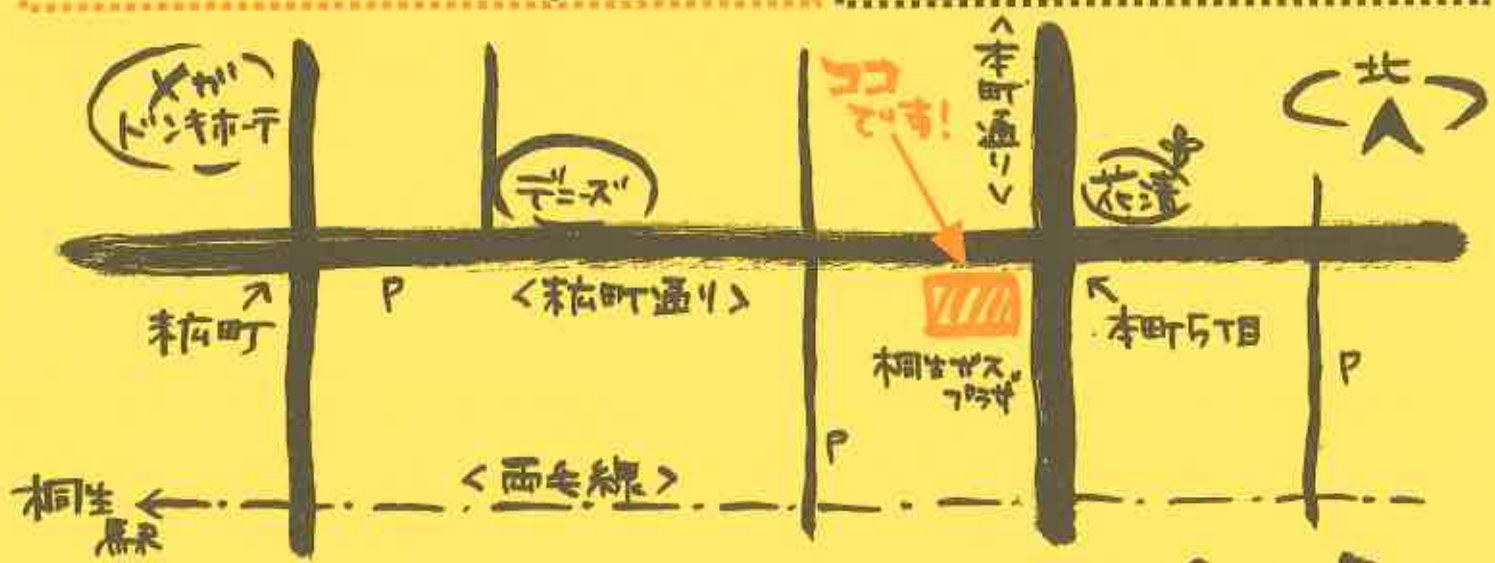 メガ
ドンキホーテ
デニーズ
ココ
です!
<本町通り>
花清
北
末広町
P
<末広町通り>
桐生ガス
プラザ
本町5丁目
P
P
<両毛線>
桐生
駅